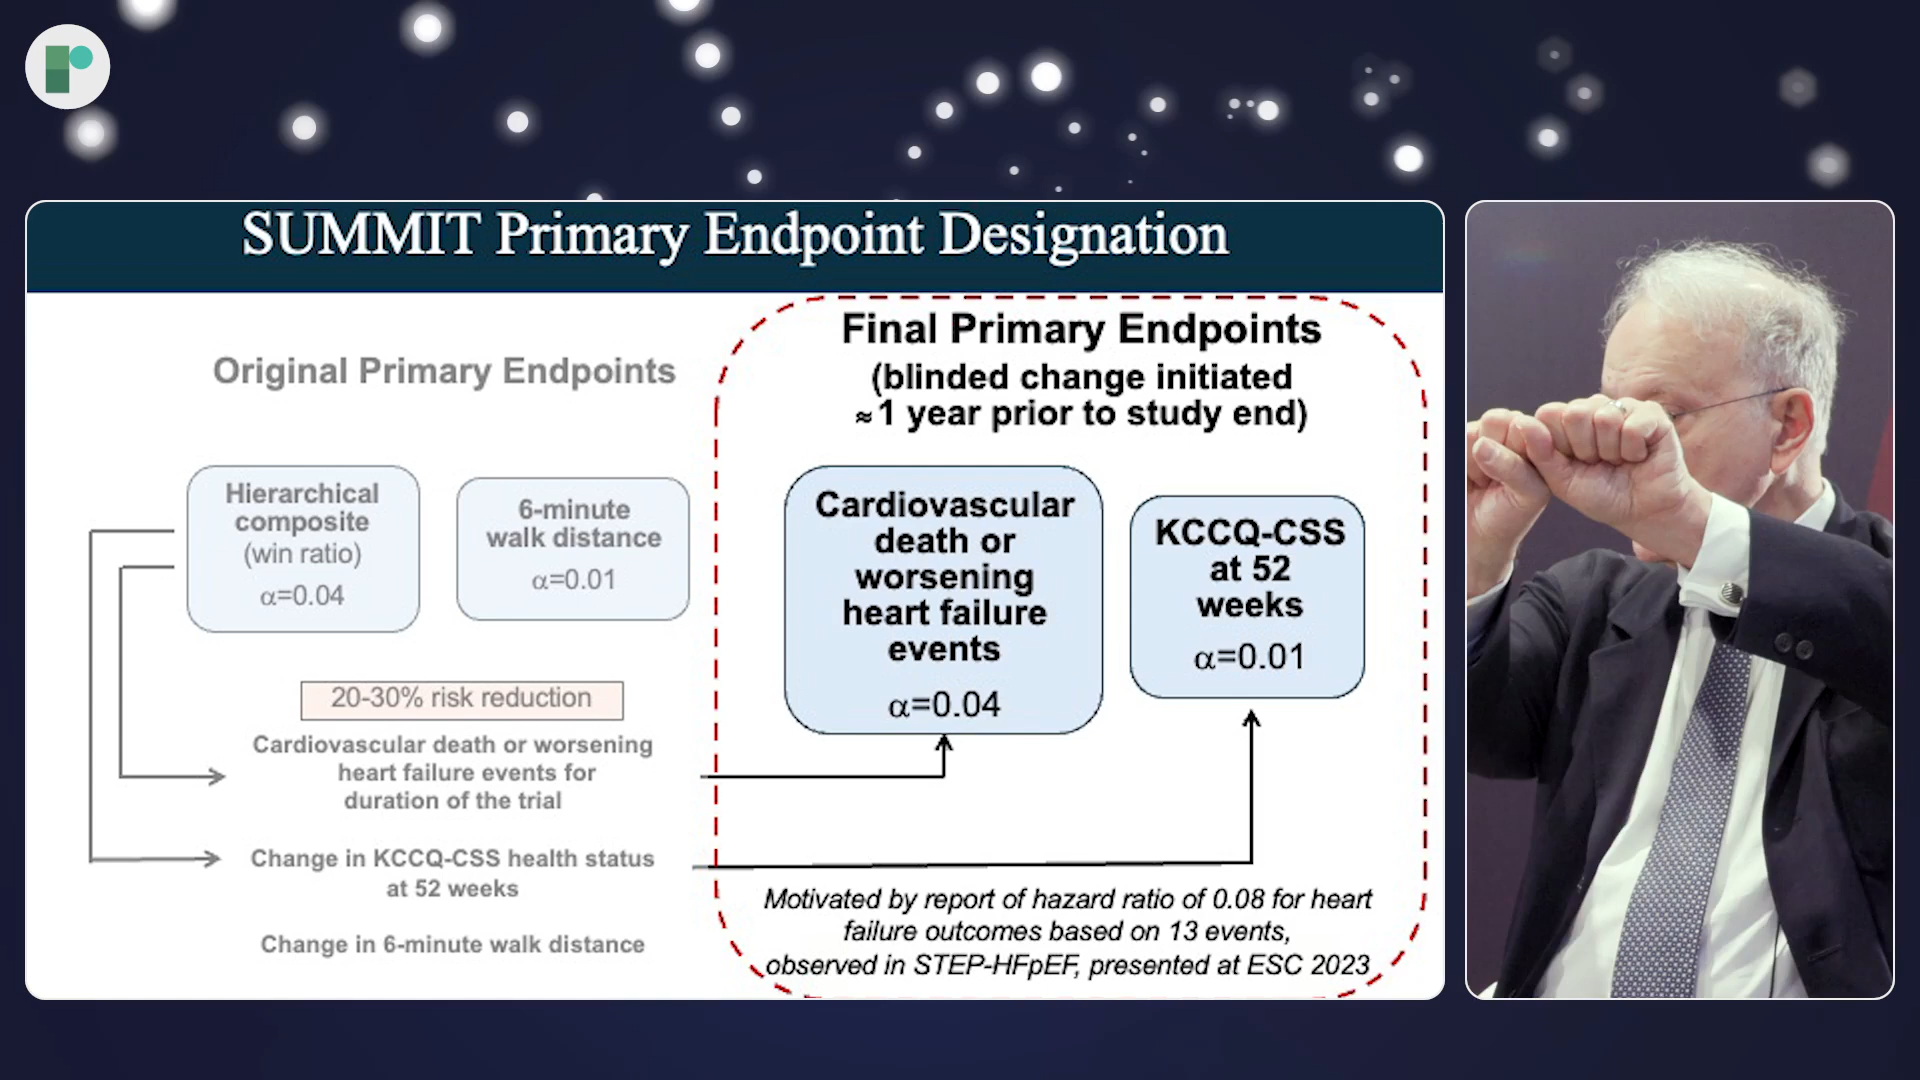 SUMMIT Primary Endpoint Designation
Original Primary Endpoints
Hierarchical
composite
(win ratio)
α=0.04
6-minute
walk distance
α=0.01
20-30% risk reduction
Cardiovascular death or worsening
heart failure events for
duration of the trial
Change in KCCQ-CSS health status
at 52 weeks
Change in 6-minute walk distance
Final Primary Endpoints
(blinded change initiated
≈1 year prior to study end)
Cardiovascular
death or
worsening
heart failure
events
α=0.04
KCCQ-CSS
at 52
weeks
α=0.01
Motivated by report of hazard ratio of 0.08 for heart
failure outcomes based on 13 events,
observed in STEP-HFpEF, presented at ESC 2023